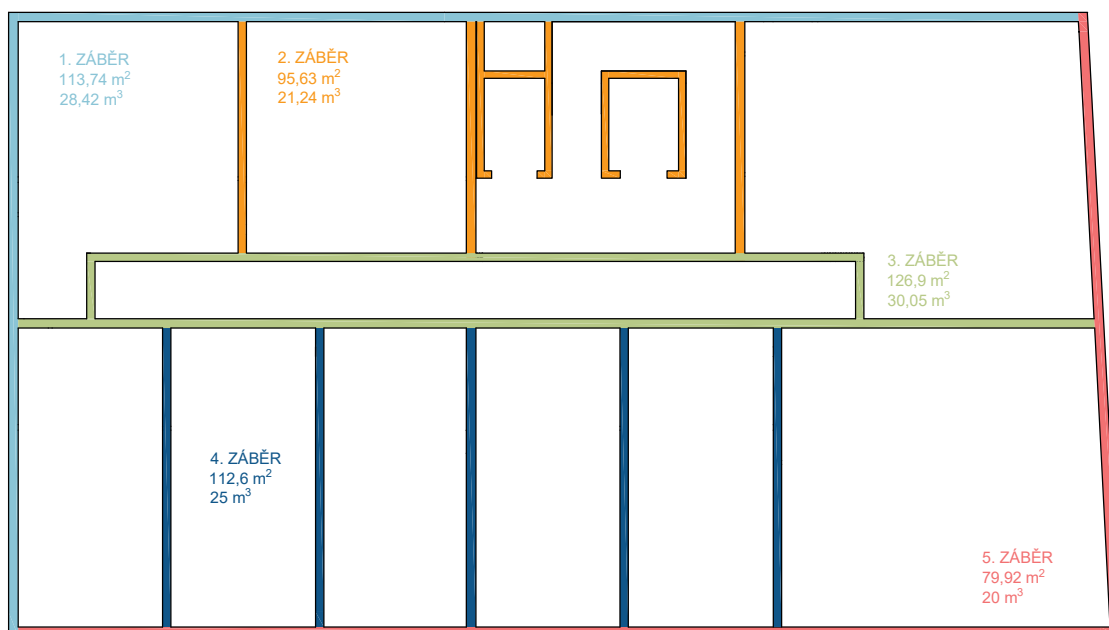 1. ZÁBĚR
113,74 m²
28,42 m³
2. ZÁBĚR
95,63 m²
21,24 m³
3. ZÁBĚR
126,9 m²
30,05 m³
4. ZÁBĚR
112,6 m²
25 m³
5. ZÁBĚR
79,92 m²
20 m³